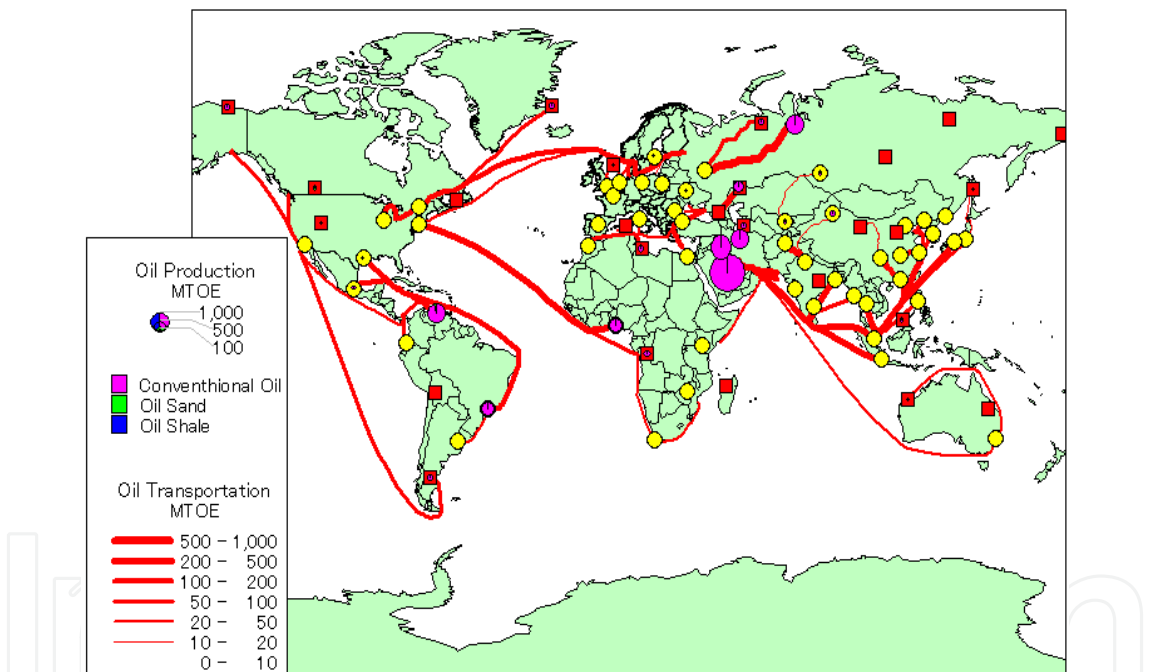 Oil Production
MTOE
1,000
500
100
Conventhional Oil
Oil Sand
Oil Shale
Oil Transportation
MTOE
500 - 1,000
200 - 500
100 - 200
50 - 100
20 - 50
10 - 20
0 - 10